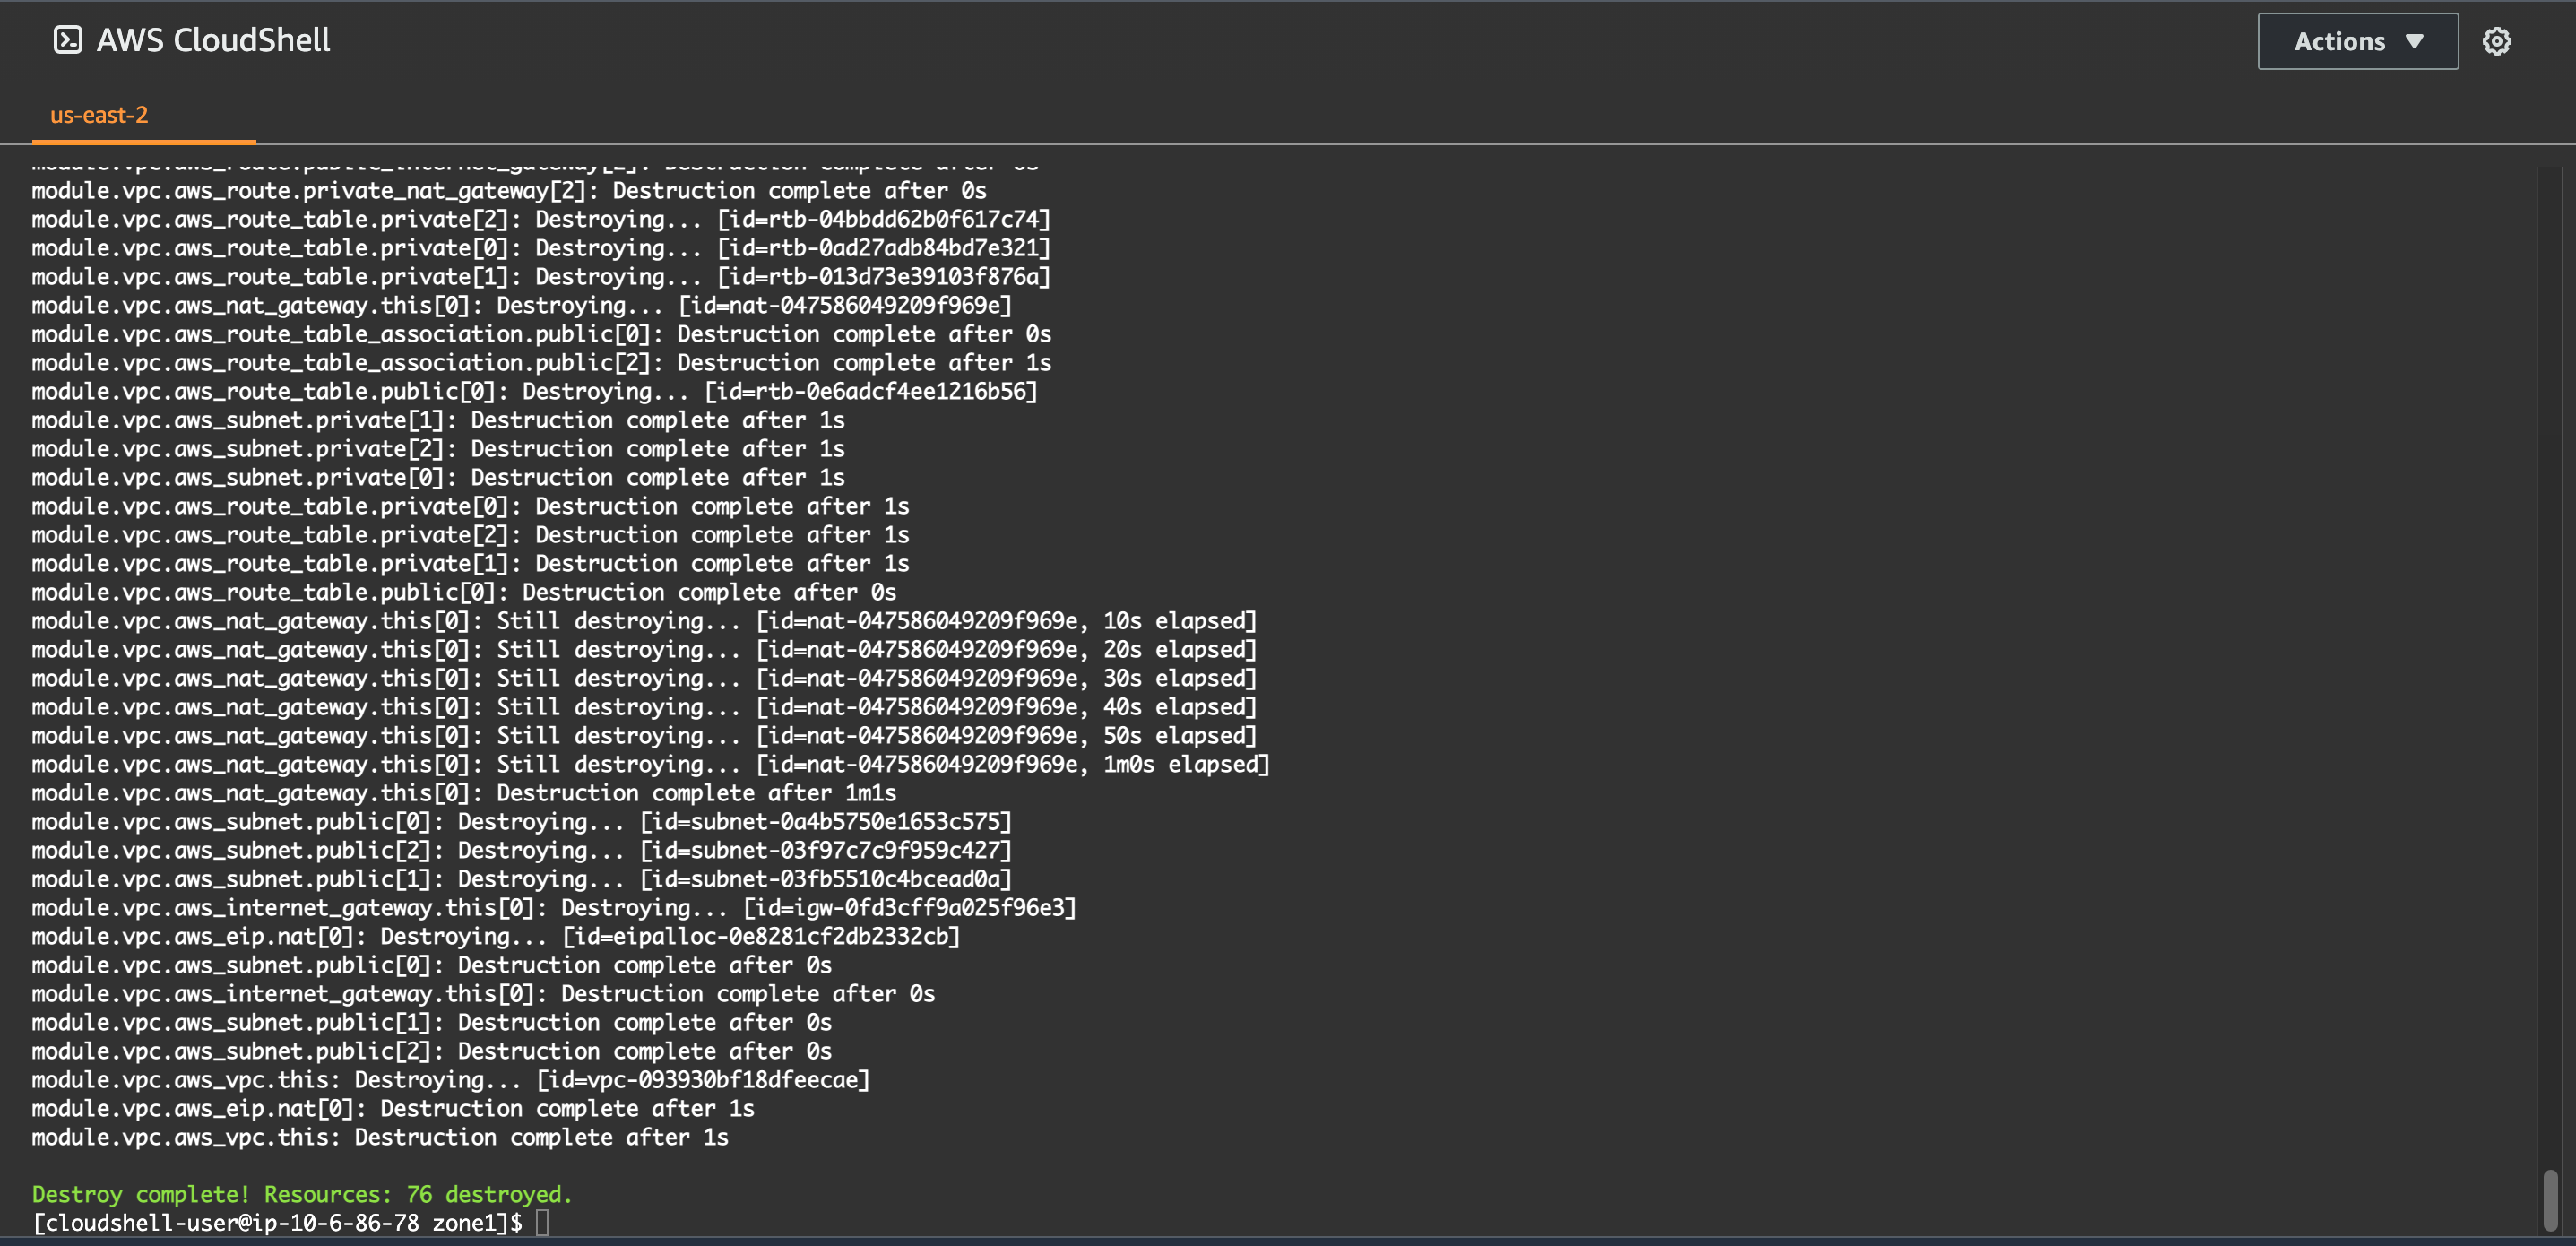 AWS CloudShell
Actions
us-east-2
module.vpc.aws_route.public_internet_gateway[2]: Destruction complete after 0s
module.vpc.aws_route.private_nat_gateway[2]: Destruction complete after 0s
module.vpc.aws_route_table.private[2]: Destroying... [id=rtb-04bbdd62b0f617c74]
module.vpc.aws_route_table.private[0]: Destroying... [id=rtb-0ad27adb84bd7e321]
module.vpc.aws_route_table.private[1]: Destroying... [id=rtb-013d73e39103f876a]
module.vpc.aws_nat_gateway.this[0]: Destroying... [id=nat-047586049209f969e]
module.vpc.aws_route_table_association.public[0]: Destruction complete after 0s
module.vpc.aws_route_table_association.public[2]: Destruction complete after 1s
module.vpc.aws_route_table.public[0]: Destroying... [id=rtb-0e6adcf4ee1216b56]
module.vpc.aws_subnet.private[1]: Destruction complete after 1s
module.vpc.aws_subnet.private[2]: Destruction complete after 1s
module.vpc.aws_subnet.private[0]: Destruction complete after 1s
module.vpc.aws_route_table.private[0]: Destruction complete after 1s
module.vpc.aws_route_table.private[2]: Destruction complete after 1s
module.vpc.aws_route_table.private[1]: Destruction complete after 1s
module.vpc.aws_route_table.public[0]: Destruction complete after 0s
module.vpc.aws_nat_gateway.this[0]: Still destroying... [id=nat-047586049209f969e, 10s elapsed]
module.vpc.aws_nat_gateway.this[0]: Still destroying... [id=nat-047586049209f969e, 20s elapsed]
module.vpc.aws_nat_gateway.this[0]: Still destroying... [id=nat-047586049209f969e, 30s elapsed]
module.vpc.aws_nat_gateway.this[0]: Still destroying... [id=nat-047586049209f969e, 40s elapsed]
module.vpc.aws_nat_gateway.this[0]: Still destroying... [id=nat-047586049209f969e, 50s elapsed]
module.vpc.aws_nat_gateway.this[0]: Still destroying... [id=nat-047586049209f969e, 1m0s elapsed]
module.vpc.aws_nat_gateway.this[0]: Destruction complete after 1m1s
module.vpc.aws_subnet.public[0]: Destroying... [id=subnet-0a4b5750e1653c575]
module.vpc.aws_subnet.public[2]: Destroying... [id=subnet-03f97c7c9f959c427]
module.vpc.aws_subnet.public[1]: Destroying... [id=subnet-03fb5510c4bcead0a]
module.vpc.aws_internet_gateway.this[0]: Destroying... [id=igw-0fd3cff9a025f96e3]
module.vpc.aws_eip.nat[0]: Destroying... [id=eipalloc-0e8281cf2db2332cb]
module.vpc.aws_subnet.public[0]: Destruction complete after 0s
module.vpc.aws_internet_gateway.this[0]: Destruction complete after 0s
module.vpc.aws_subnet.public[1]: Destruction complete after 0s
module.vpc.aws_subnet.public[2]: Destruction complete after 0s
module.vpc.aws_vpc.this: Destroying... [id=vpc-093930bf18dfeecae]
module.vpc.aws_eip.nat[0]: Destruction complete after 1s
module.vpc.aws_vpc.this: Destruction complete after 1s
Destroy complete! Resources: 76 destroyed.
[cloudshell-user@ip-10-6-86-78 zone1]$